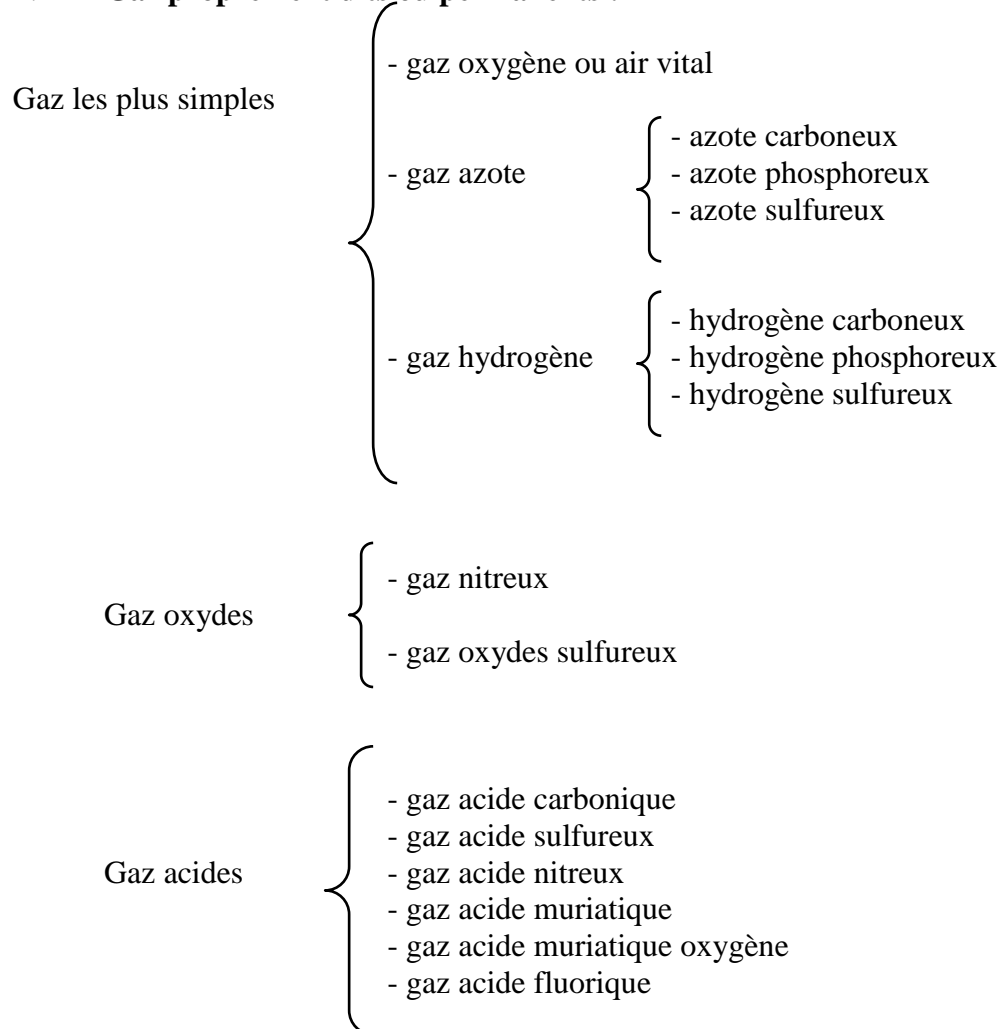 Gaz les plus simples
- gaz oxygène ou air vital
- gaz azote
- azote carboneux
- azote phosphoreux
- azote sulfureux
- gaz hydrogène
- hydrogène carboneux
- hydrogène phosphoreux
- hydrogène sulfureux
Gaz oxydes
- gaz nitreux
- gaz oxydes sulfureux
Gaz acides
- gaz acide carbonique
- gaz acide sulfureux
- gaz acide nitreux
- gaz acide muriatique
- gaz acide muriatique oxygène
- gaz acide fluorique